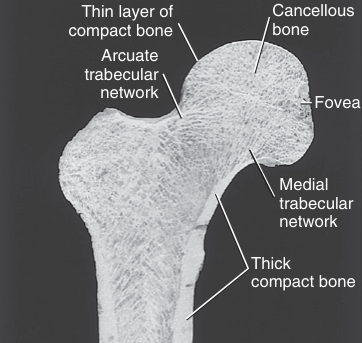 Thin layer of
compact bone
Cancellous
bone
Arcuate
trabecular
network
Fovea
Medial
trabecular
network
Thick
compact bone